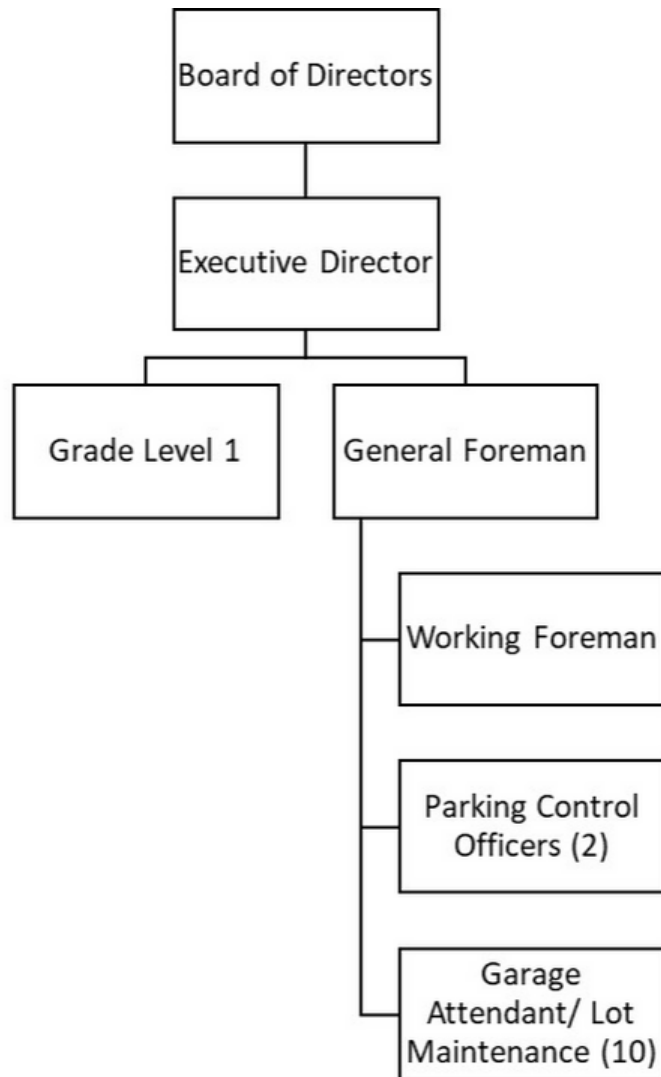 Board of Directors
Executive Director
Grade Level 1
General Foreman
Working Foreman
Parking Control
Officers (2)
Garage
Attendant/ Lot
Maintenance (10)